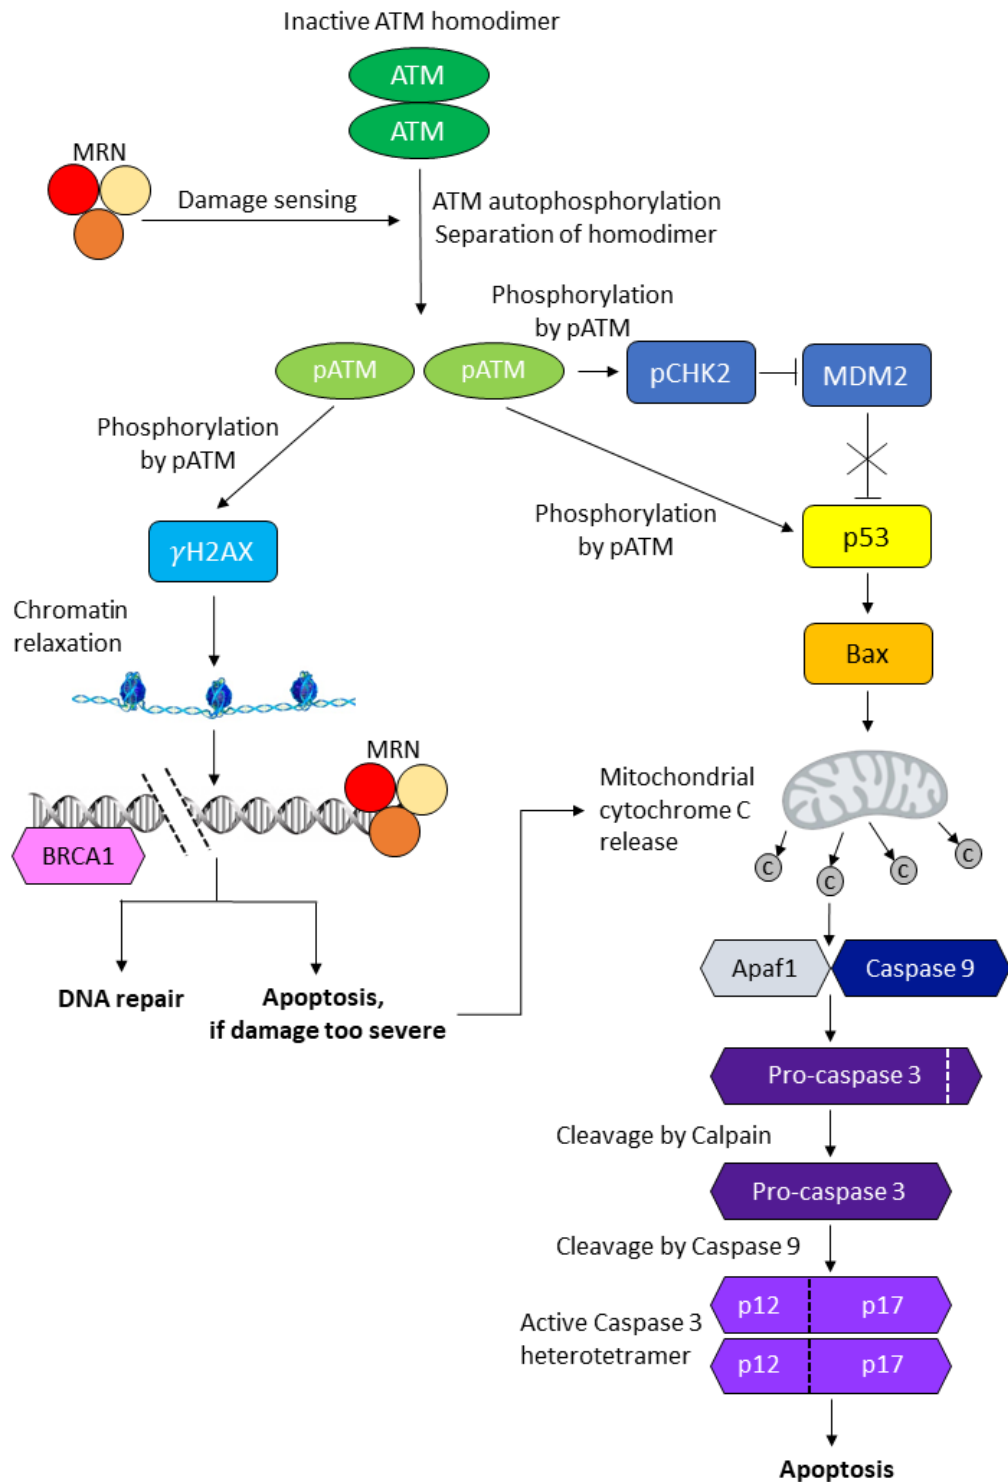 Inactive ATM homodimer
ATM
ATM
MRN
Damage sensing
ATM autophosphorylation
Separation of homodimer
Phosphorylation
by pATM
pATM
pATM
pCHK2
MDM2
Phosphorylation
by pATM
Phosphorylation
by pATM
γH2AX
p53
Chromatin
relaxation
Bax
MRN
BRCA1
Mitochondrial
cytochrome C
release
C
C
C
C
DNA repair
Apoptosis,
if damage too severe
Apaf1
Caspase 9
Pro-caspase 3
Cleavage by Calpain
Pro-caspase 3
Cleavage by Caspase 9
Active Caspase 3
heterotetramer
p12
p17
p12
p17
Apoptosis